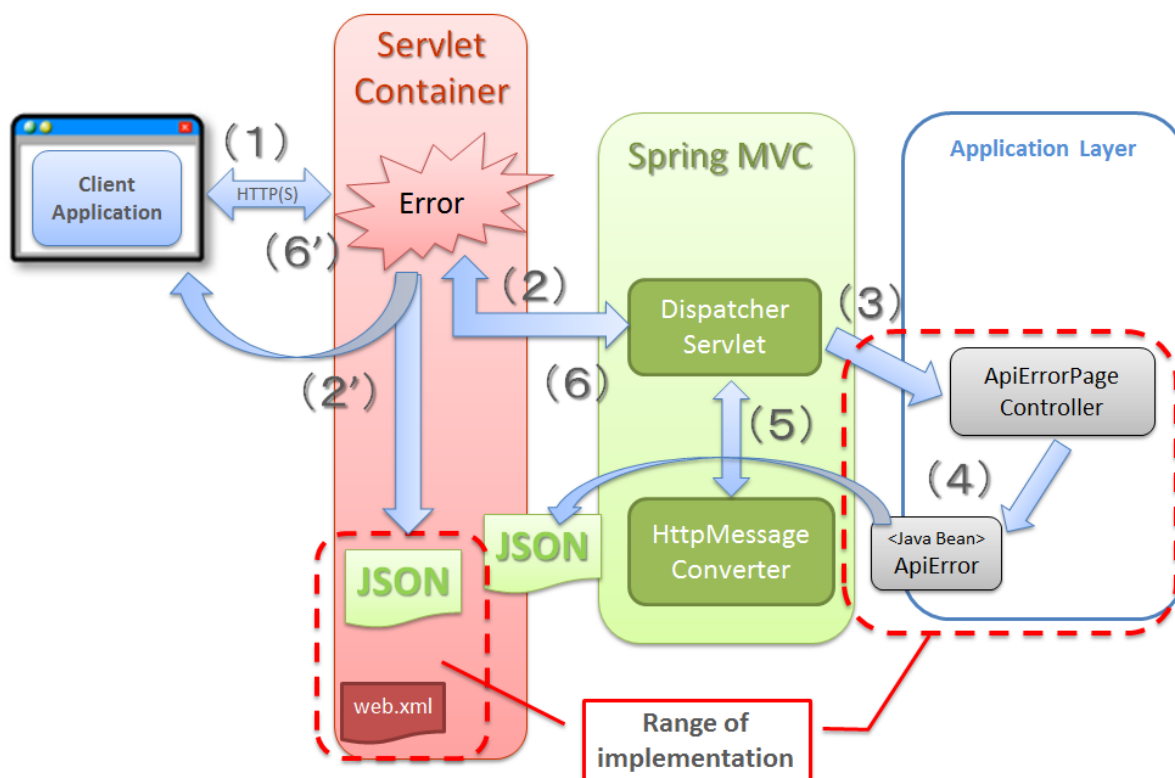 Servlet
Container
Spring MVC
Application Layer
Client
Application
(1)
HTTP(S)
Error
(6')
(2)
Dispatcher
Servlet
(3)
(2')
(6)
ApiErrorPage
Controller
(5)
(4)
JSON
JSON
HttpMessage
Converter
<Java Bean>
ApiError
web.xml
Range of
implementation